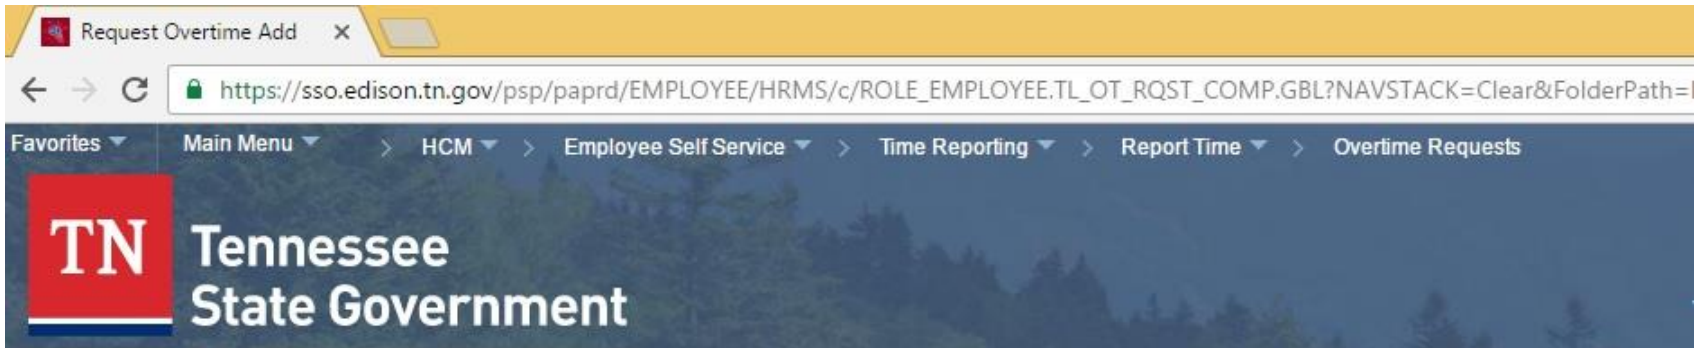 Request Overtime Add
https://sso.edison.tn.gov/psp/paprd/EMPLOYEE/HRMS/c/ROLE_EMPLOYEE.TL_OT_RQST_COMP.GBL?NAVSTACK=Clear&FolderPath=
Favorites Main Menu > HCM > Employee Self Service > Time Reporting > Report Time > Overtime Requests
TN
Tennessee
State Government